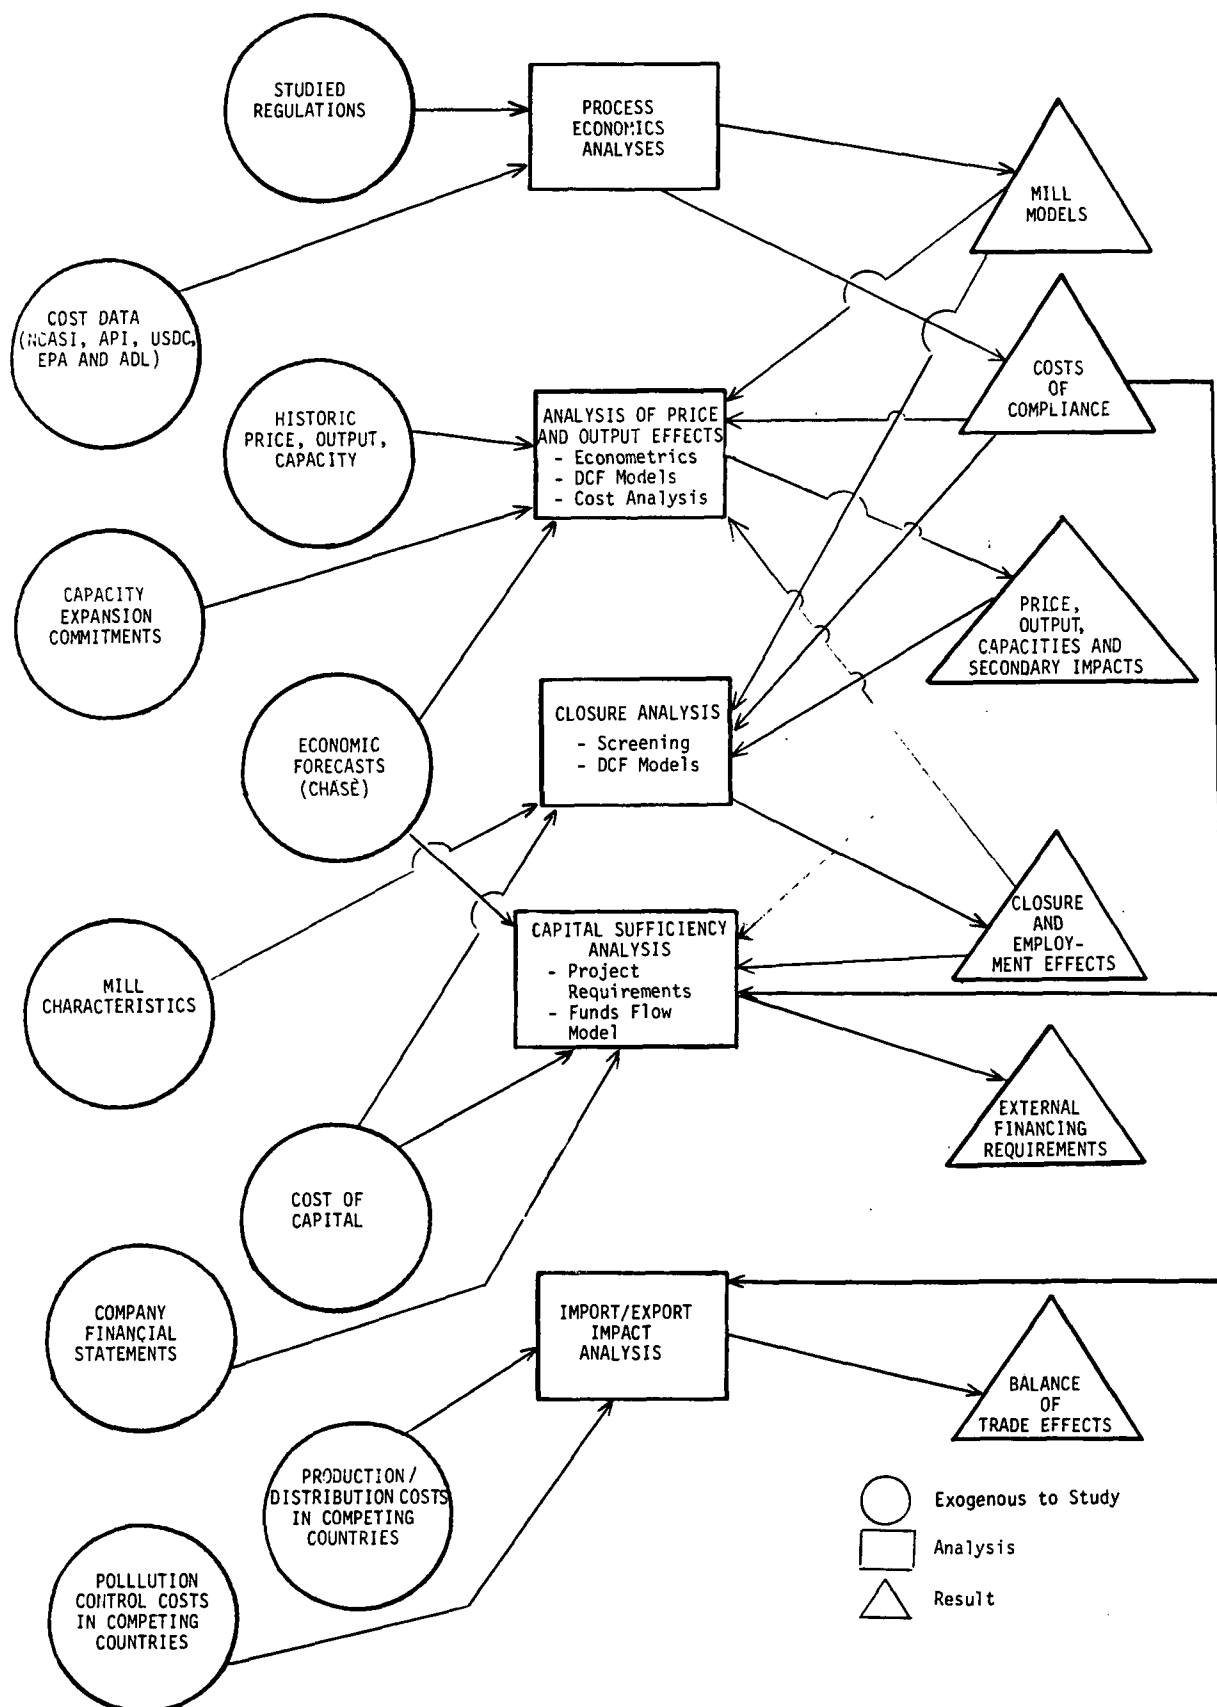 STUDIED
REGULATIONS
PROCESS
ECONOMICS
ANALYSES
MILL
MODELS
COST DATA
(NCASI, API, USDC,
EPA AND ADL)
COSTS
OF
COMPLIANCE
HISTORIC
PRICE, OUTPUT,
CAPACITY
ANALYSIS OF PRICE
AND OUTPUT EFFECTS
- Econometrics
- DCF Models
- Cost Analysis
CAPACITY
EXPANSION
COMMITMENTS
PRICE,
OUTPUT,
CAPACITIES AND
SECONDARY IMPACTS
ECONOMIC
FORECASTS
(CHASE)
CLOSURE ANALYSIS
- Screening
- DCF Models
MILL
CHARACTERISTICS
CAPITAL SUFFICIENCY
ANALYSIS
- Project
Requirements
- Funds Flow
Model
CLOSURE
AND
EMPLOY-
MENT EFFECTS
EXTERNAL
FINANCING
REQUIREMENTS
COST OF
CAPITAL
COMPANY
FINANCIAL
STATEMENTS
IMPORT/EXPORT
IMPACT
ANALYSIS
BALANCE
OF
TRADE EFFECTS
PRODUCTION/
DISTRIBUTION COSTS
IN COMPETING
COUNTRIES
POLLLUTION
CONTROL COSTS
IN COMPETING
COUNTRIES
Exogenous to Study
Analysis
Result